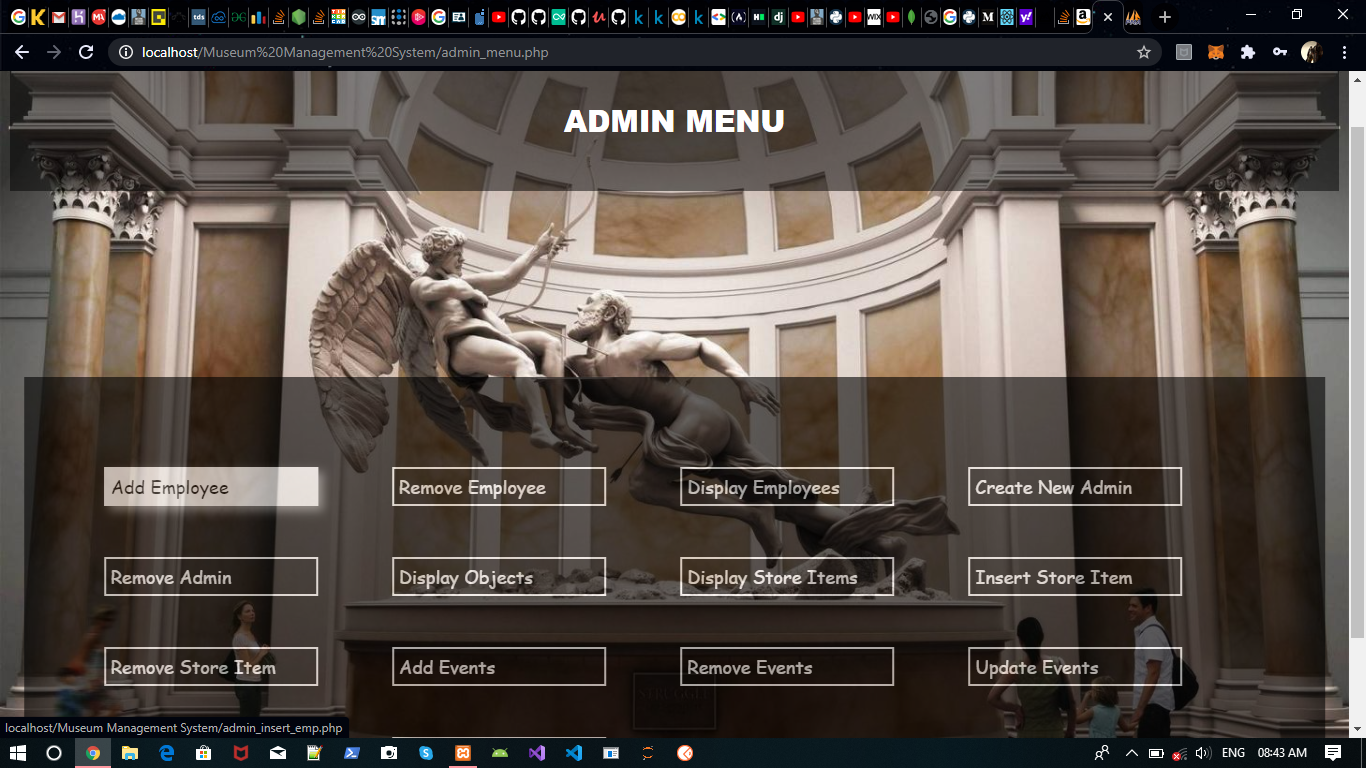 localhost/Museum%20Management%20System/admin_menu.php
ADMIN MENU
Add Employee
Remove Employee
Display Employees
Create New Admin
Remove Admin
Display Objects
Display Store Items
Insert Store Item
Remove Store Item
Add Events
Remove Events
Update Events
STRUGGLE
localhost/Museum Management System/admin_insert_emp.php
ENG
08:43 AM